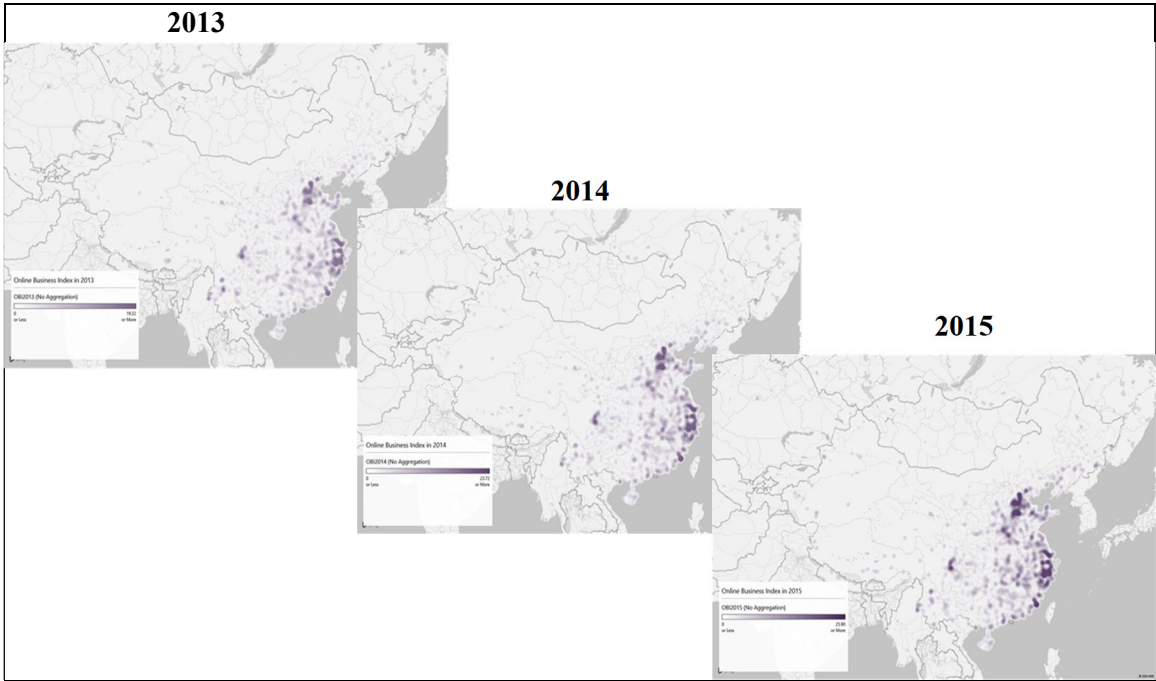 2013
Online Business Index in 2013
OBI2013 (No Aggregation)
0
or Less
or More
2014
Online Business Index in 2014
OBI2014 (No Aggregation)
0
23.72
or Less
or More
2015
Online Business Index in 2015
OBI2015 (No Aggregation)
0
or Less
or More